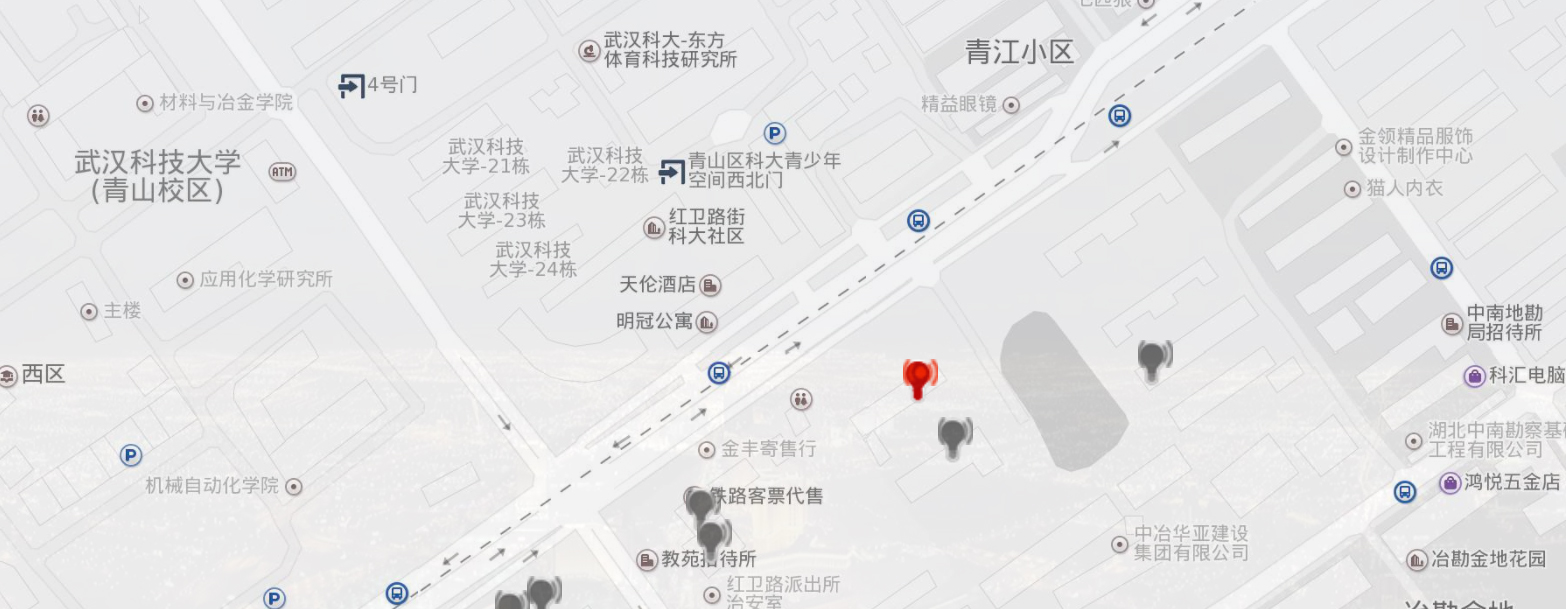 武汉科大-东方
体育科技研究所
青江小区
4号门
材料与冶金学院
精益眼镜
武汉科技大学
(青山校区)
ATM
武汉科技
大学-21栋
武汉科技
大学-22栋
P
青山区科大青少年
空间西北门
金领精品服饰
设计制作中心
猫人内衣
武汉科技
大学-23栋
红卫路街
科大社区
武汉科技
大学-24栋
应用化学研究所
天伦酒店
主楼
明冠公寓
中南地勘
局招待所
西区
科汇电脑
P
金丰寄售行
湖北中南勘察基
工程有限公司
机械自动化学院
铁路客票代售
鸿悦五金店
教苑招待所
中冶华亚建设
集团有限公司
冶勘金地花园
P
红卫路派出所
治安室
冶勘金地